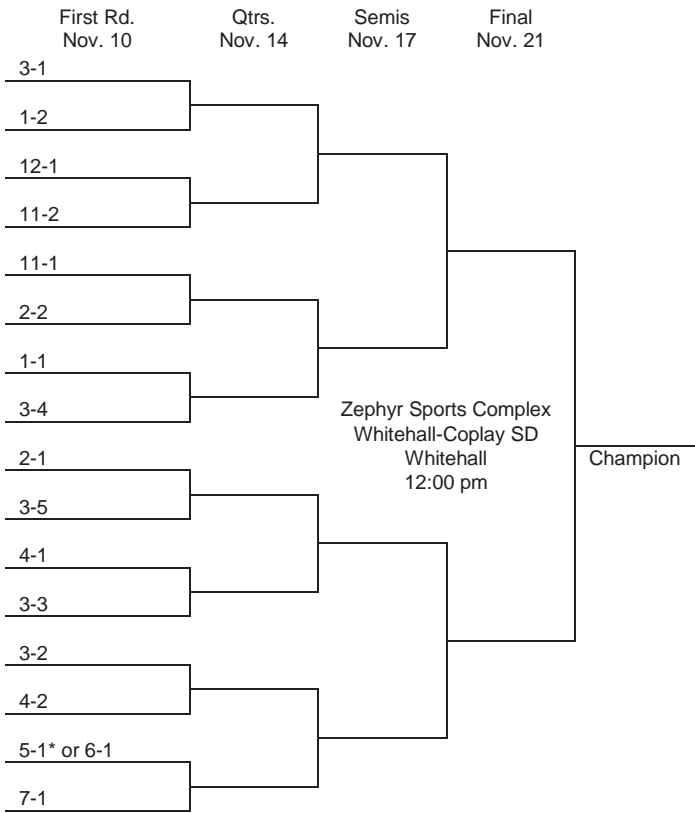 First Rd. Qtrs. Semis Final
Nov. 10 Nov. 14 Nov. 17 Nov. 21
3-1
1-2
12-1
11-2
11-1
2-2
1-1
3-4
Zephyr Sports Complex
Whitehall-Coplay SD
Whitehall
12:00 pm
Champion
2-1
3-5
4-1
3-3
3-2
4-2
5-1* or 6-1
7-1